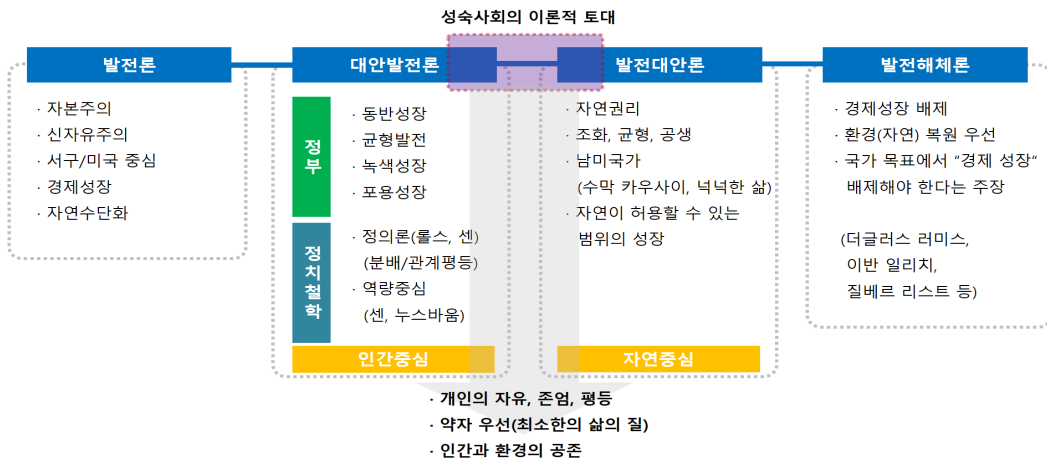 성숙사회의 이론적 토대
발전론
· 자본주의
· 신자유주의
· 서구/미국 중심
· 경제성장
· 자연수단화
대안발전론
정부
· 동반성장
· 균형발전
· 녹색성장
· 포용성장
정치철학
· 정의론(롤스, 센)
(분배/관계평등)
· 역량중심
(센, 누스바움)
인간중심
발전대안론
· 자연권리
· 조화, 균형, 공생
· 남미국가
(수막 카우사이, 넉넉한 삶)
· 자연이 허용할 수 있는
범위의 성장
자연중심
발전해체론
· 경제성장 배제
· 환경(자연) 복원 우선
· 국가 목표에서 “경제 성장“
배제해야 한다는 주장
(더글러스 러미스,
이반 일리치,
질베르 리스트 등)
· 개인의 자유, 존엄, 평등
· 약자 우선(최소한의 삶의 질)
· 인간과 환경의 공존